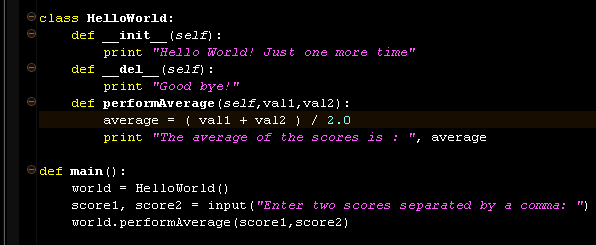 class HelloWorld:
    def __init__(self):
        print "Hello World! Just one more time"
    def __del__(self):
        print "Good bye!"
    def performAverage(self,val1,val2):
        average = ( val1 + val2 ) / 2.0
        print "The average of the scores is : ", average

def main():
    world = HelloWorld()
    score1, score2 = input("Enter two scores separated by a comma: ")
    world.performAverage(score1,score2)